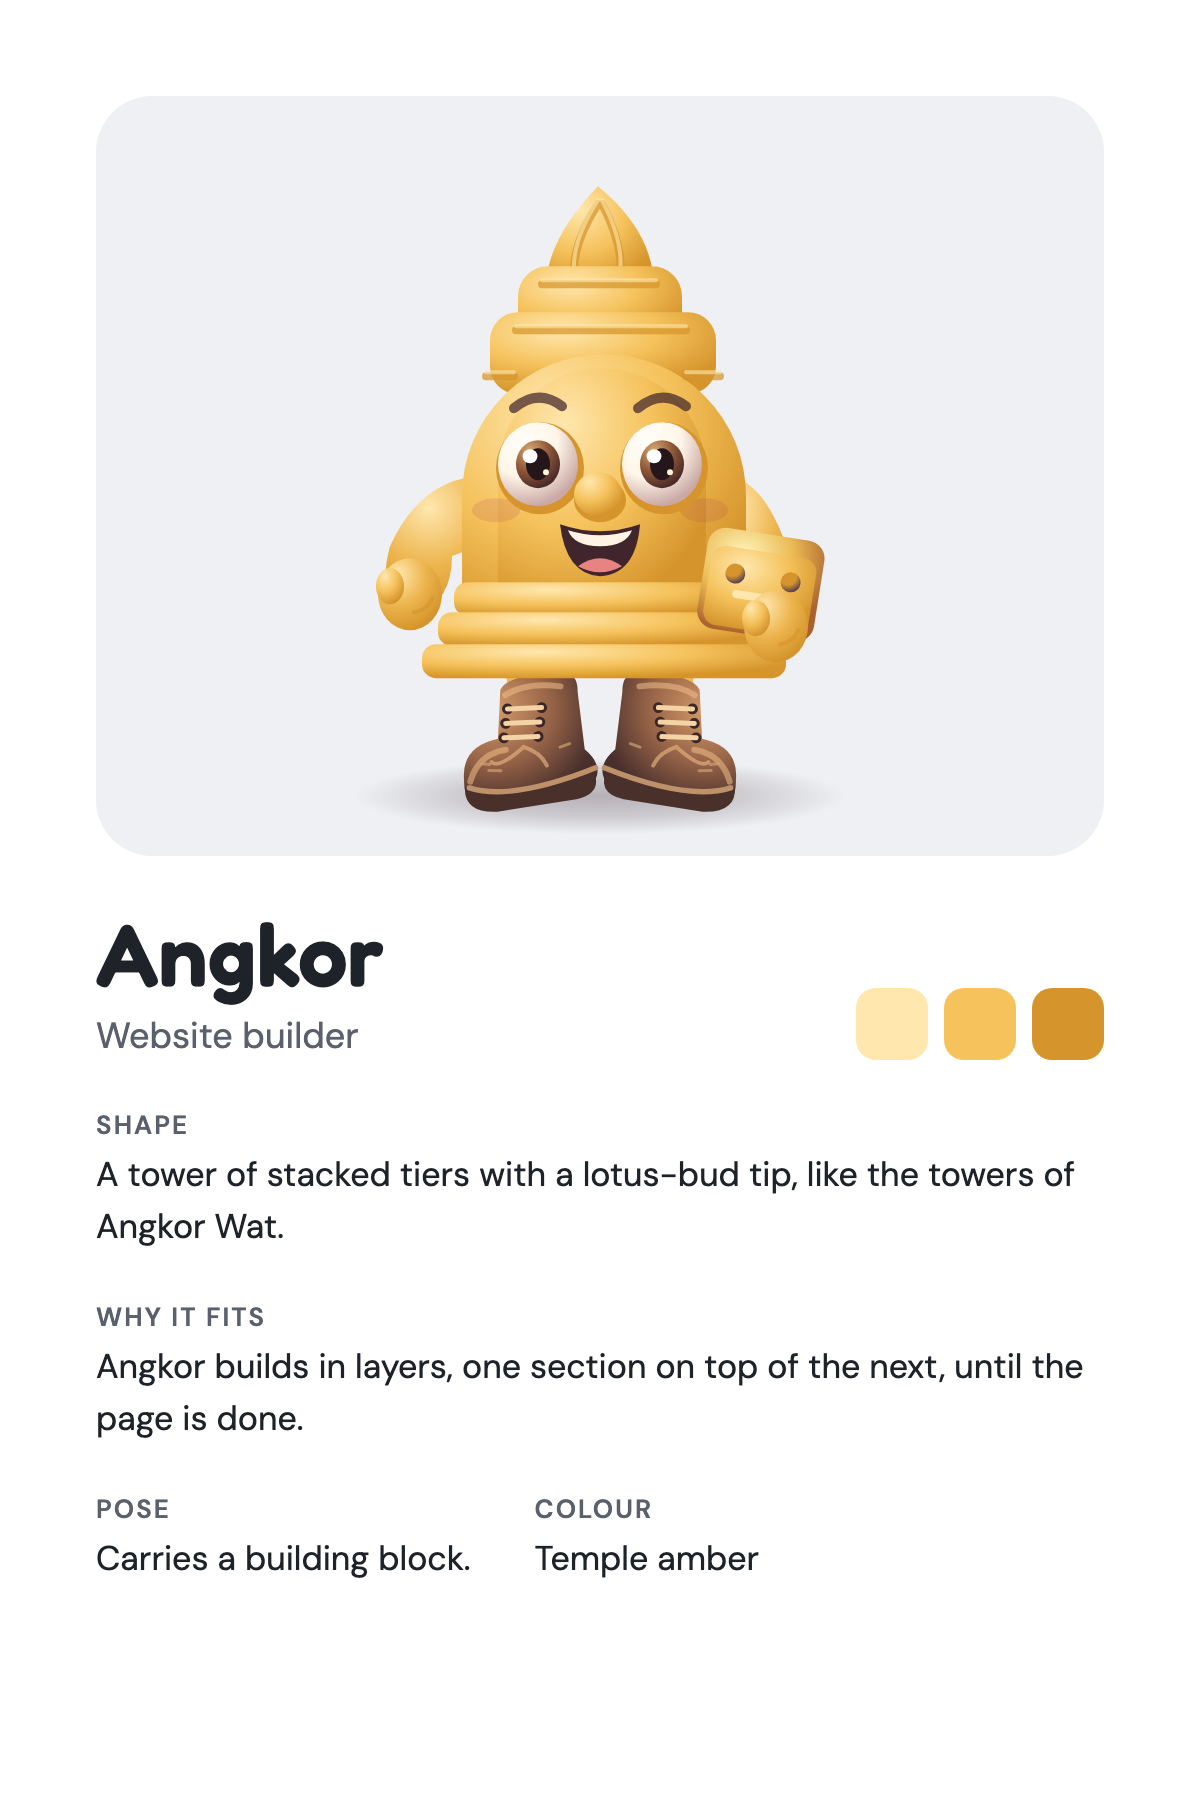 Angkor
Website builder
SHAPE
A tower of stacked tiers with a lotus-bud tip, like the towers of
Angkor Wat.
WHY IT FITS
Angkor builds in layers, one section on top of the next, until the
page is done.
POSE
Carries a building block.
COLOUR
Temple amber